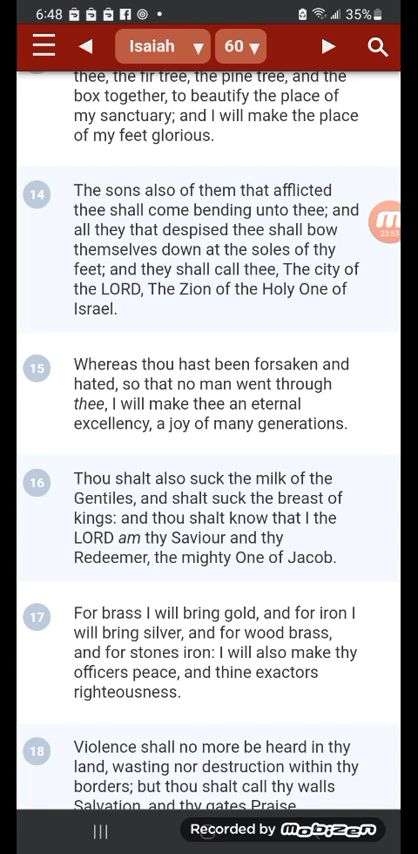 6:48 35%
Isaiah 60
thee, the fir tree, the pine tree, and the
box together, to beautify the place of
my sanctuary; and I will make the place
of my feet glorious.
14 The sons also of them that afflicted
thee shall come bending unto thee; and
all they that despised thee shall bow
themselves down at the soles of thy
feet; and they shall call thee, The city of
the LORD, The Zion of the Holy One of
Israel.
23:53
15 Whereas thou hast been forsaken and
hated, so that no man went through
thee, I will make thee an eternal
excellency, a joy of many generations.
16 Thou shalt also suck the milk of the
Gentiles, and shalt suck the breast of
kings: and thou shalt know that I the
LORD am thy Saviour and thy
Redeemer, the mighty One of Jacob.
17 For brass I will bring gold, and for iron I
will bring silver, and for wood brass,
and for stones iron: I will also make thy
officers peace, and thine exactors
righteousness.
18 Violence shall no more be heard in thy
land, wasting nor destruction within thy
borders; but thou shalt call thy walls
Salvation, and thy gates Praise
Recorded by mobizen